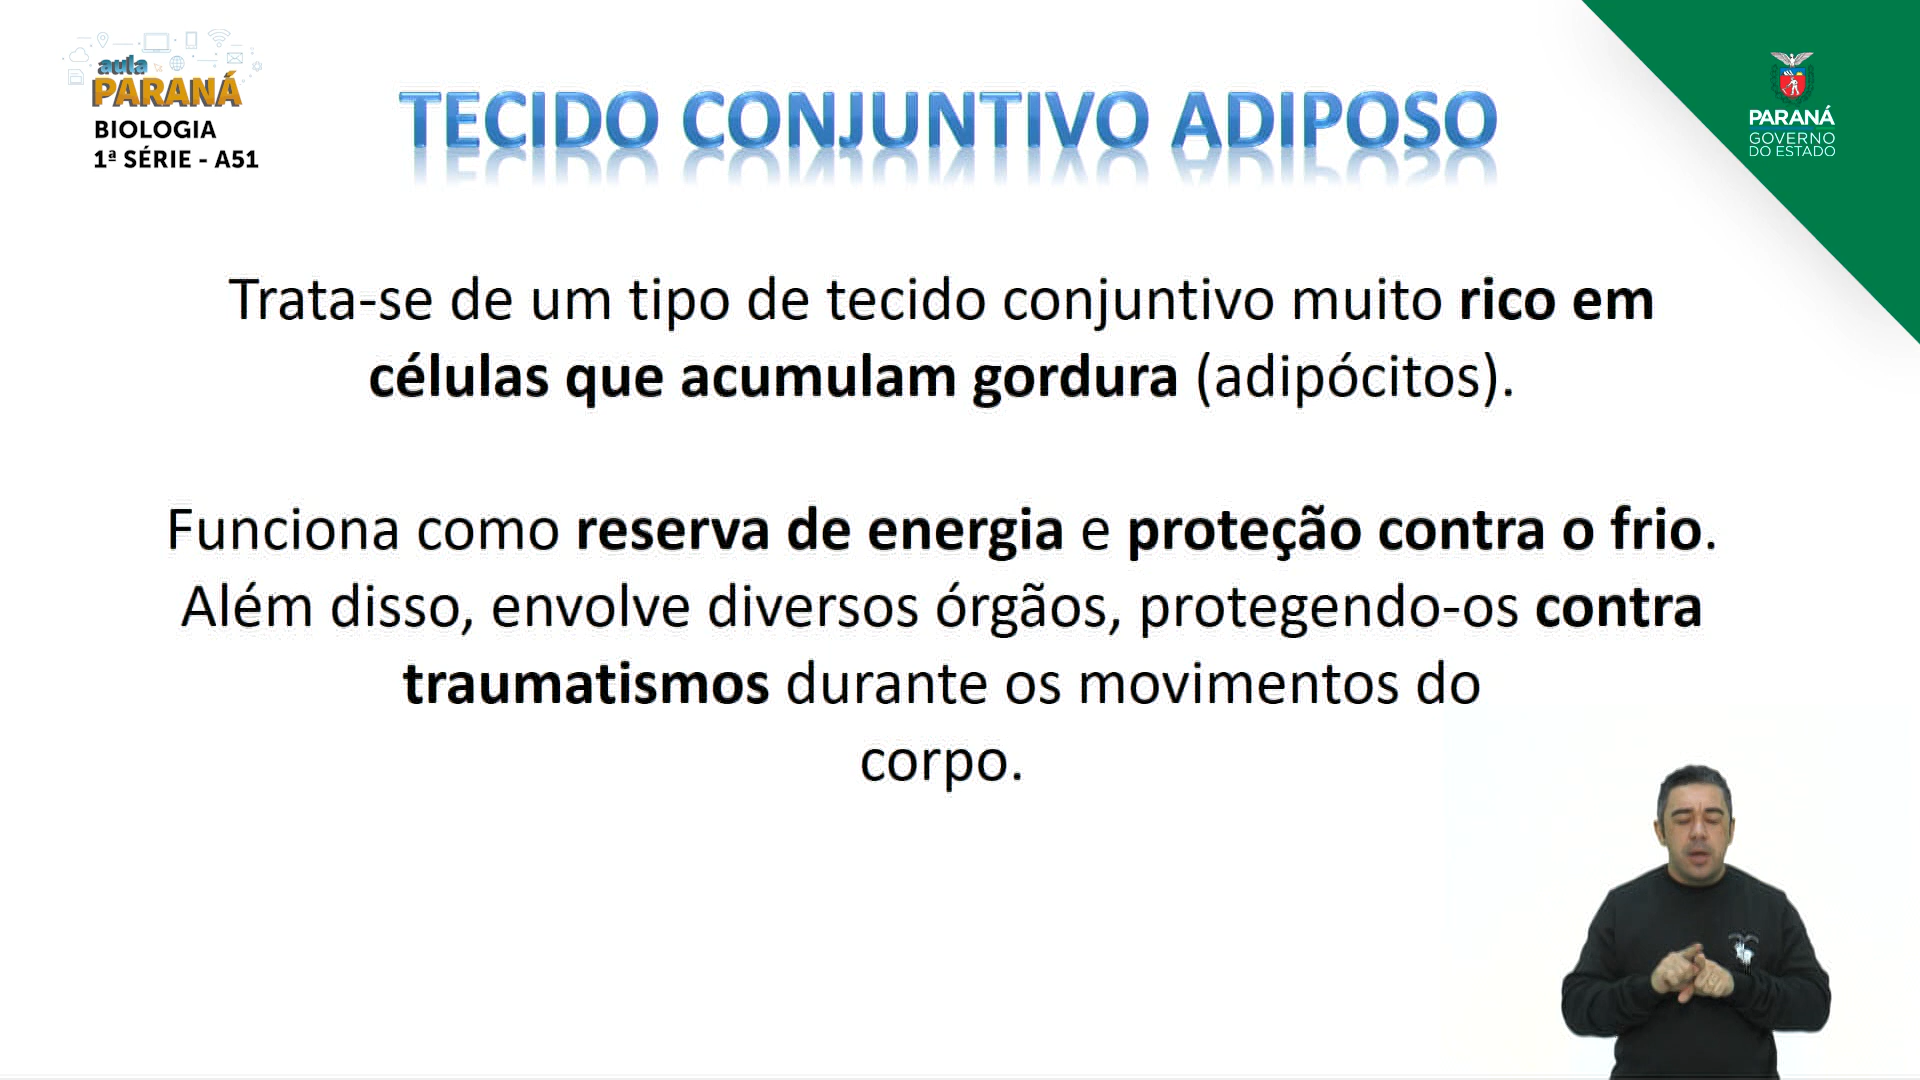 aula
PARANÁ
BIOLOGIA
1ª SÉRIE - A51
TECIDO CONJUNTIVO ADIPOSO
PARANÁ
GOVERNO
DO ESTADO
Trata-se de um tipo de tecido conjuntivo muito rico em
células que acumulam gordura (adipócitos).
Funciona como reserva de energia e proteção contra o frio.
Além disso, envolve diversos órgãos, protegendo-os contra
traumatismos durante os movimentos do
corpo.